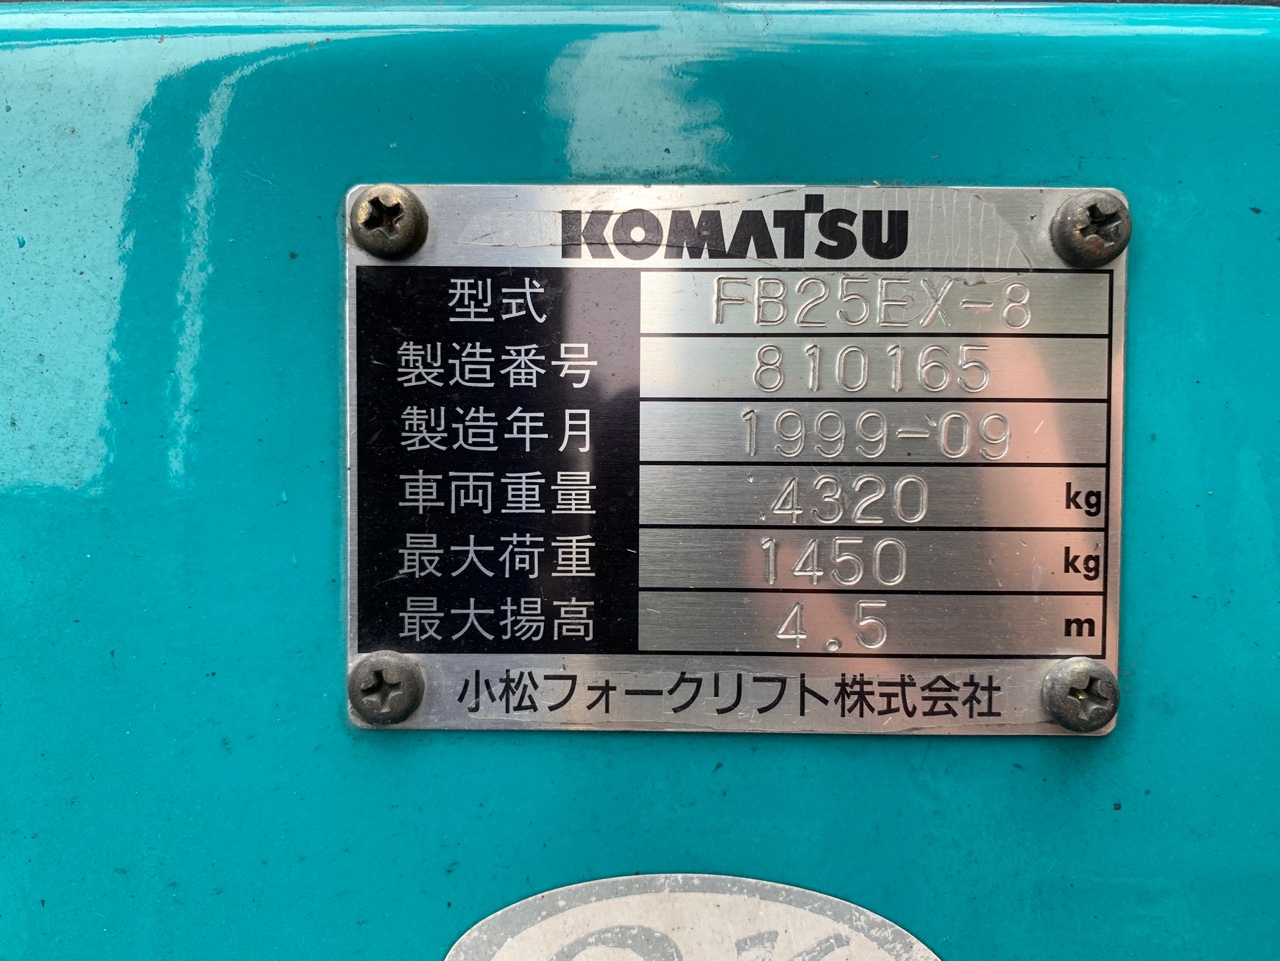 KOMATSU
型式 FB25EX-8
製造番号 810165
製造年月 1999-09
車両重量 4320 kg
最大荷重 1450 kg
最大揚高 4.5 m
小松フォークリフト株式会社